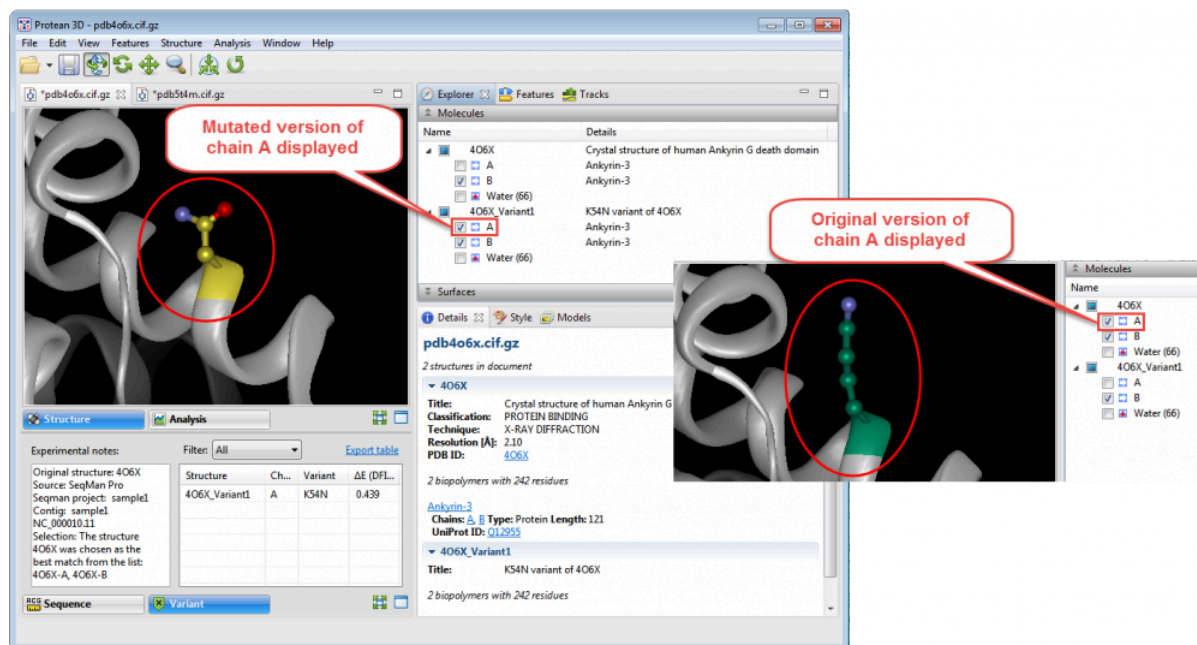 Protean 3D - pdb4o6x.cif.gz
File Edit View Features Structure Analysis Window Help
*pdb4o6x.cif.gz *pdb5t4m.cif.gz
Mutated version of
chain A displayed
Explorer Features Tracks
Molecules
Name Details
4O6X Crystal structure of human Ankyrin G death domain
A Ankyrin-3
B Ankyrin-3
Water (66)
4O6X_Variant1 K54N variant of 4O6X
A Ankyrin-3
B Ankyrin-3
Water (66)
Surfaces
Original version of
chain A displayed
Molecules
Name
4O6X
A
B
Water (66)
4O6X_Variant1
A
B
Water (66)
Details Style Models
pdb4o6x.cif.gz
2 structures in document
4O6X
Title: Crystal structure of human Ankyrin G
Classification: PROTEIN BINDING
Technique: X-RAY DIFFRACTION
Resolution [Å]: 2.10
PDB ID: 4O6X
2 biopolymers with 242 residues
Ankyrin-3
Chains: A, B Type: Protein Length: 121
UniProt ID: Q12955
4O6X_Variant1
Title: K54N variant of 4O6X
2 biopolymers with 242 residues
Structure Analysis
Experimental notes:
Original structure: 4O6X
Source: SeqMan Pro
Seqman project: sample1
Contig: sample1
NC_000010.11
Selection: The structure
4O6X was chosen as the
best match from the list:
4O6X-A, 4O6X-B
Filter: All Export table
Structure Ch... Variant ΔE (DFI...
4O6X_Variant1 A K54N 0.439
Sequence Variant